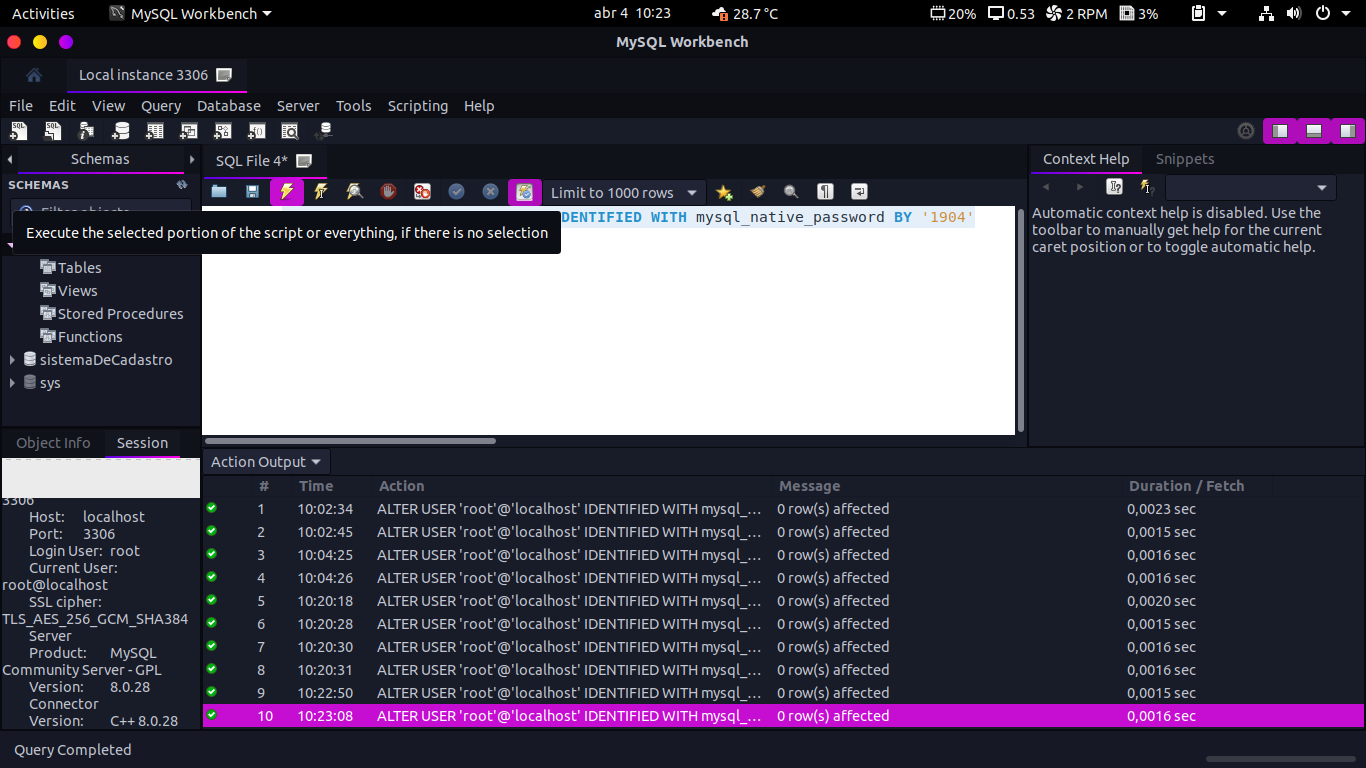 Activities MySQL Workbench abr 4 10:23 28.7 °C 20% 0.53 2 RPM 3%
MySQL Workbench
Local instance 3306
File Edit View Query Database Server Tools Scripting Help
Schemas SQL File 4* Context Help Snippets
SCHEMAS
Limit to 1000 rows
DENTIFIED WITH mysql_native_password BY '1904'
Execute the selected portion of the script or everything, if there is no selection
Automatic context help is disabled. Use the
toolbar to manually get help for the current
caret position or to toggle automatic help.
Tables
Views
Stored Procedures
Functions
sistemaDeCadastro
sys
Object Info Session
3306
Host: localhost
Port: 3306
Login User: root
Current User:
root@localhost
SSL cipher:
TLS_AES_256_GCM_SHA384
Server
Product: MySQL
Community Server - GPL
Version: 8.0.28
Connector
Version: C++ 8.0.28
Action Output
# Time Action Message Duration / Fetch
1 10:02:34 ALTER USER 'root'@'localhost' IDENTIFIED WITH mysql_... 0 row(s) affected 0,0023 sec
2 10:02:45 ALTER USER 'root'@'localhost' IDENTIFIED WITH mysql_... 0 row(s) affected 0,0015 sec
3 10:04:25 ALTER USER 'root'@'localhost' IDENTIFIED WITH mysql_... 0 row(s) affected 0,0016 sec
4 10:04:26 ALTER USER 'root'@'localhost' IDENTIFIED WITH mysql_... 0 row(s) affected 0,0016 sec
5 10:20:18 ALTER USER 'root'@'localhost' IDENTIFIED WITH mysql_... 0 row(s) affected 0,0020 sec
6 10:20:28 ALTER USER 'root'@'localhost' IDENTIFIED WITH mysql_... 0 row(s) affected 0,0015 sec
7 10:20:30 ALTER USER 'root'@'localhost' IDENTIFIED WITH mysql_... 0 row(s) affected 0,0016 sec
8 10:20:31 ALTER USER 'root'@'localhost' IDENTIFIED WITH mysql_... 0 row(s) affected 0,0016 sec
9 10:22:50 ALTER USER 'root'@'localhost' IDENTIFIED WITH mysql_... 0 row(s) affected 0,0015 sec
10 10:23:08 ALTER USER 'root'@'localhost' IDENTIFIED WITH mysql_... 0 row(s) affected 0,0016 sec
Query Completed